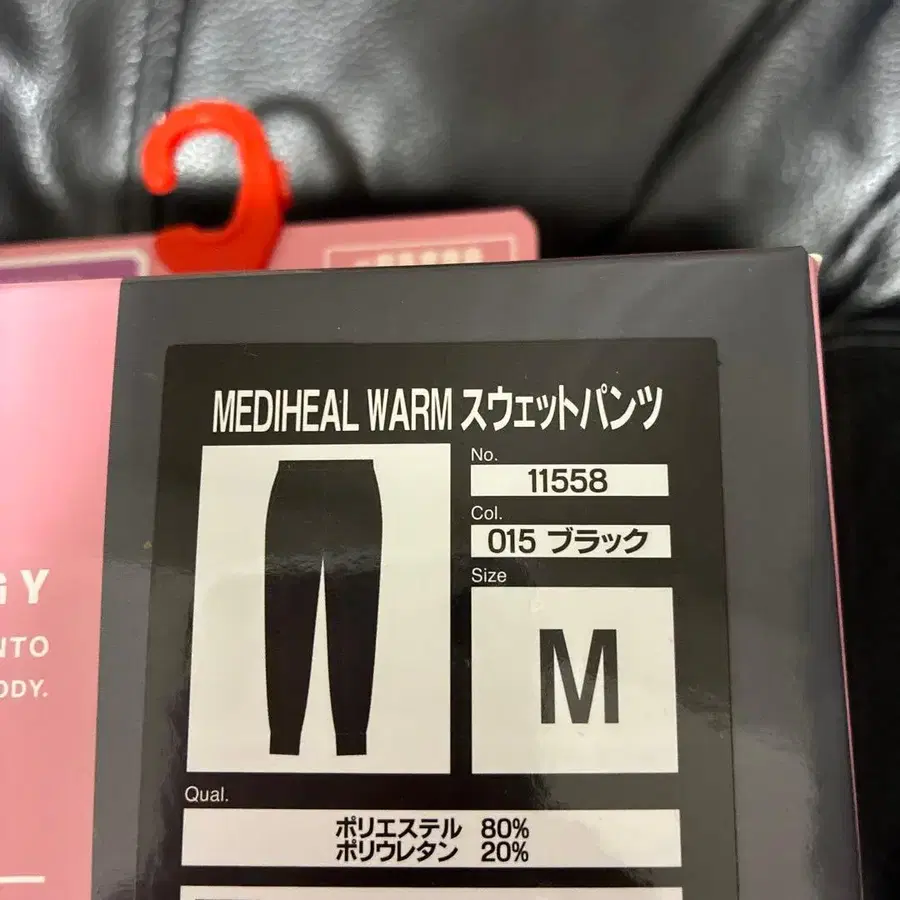 MEDIHEAL WARM スウェットパンツ
No.
11558
Col.
015 ブラック
Size
M
Qual.
ポリエステル 80%
ポリウレタン 20%
GY
NTO
ODY.